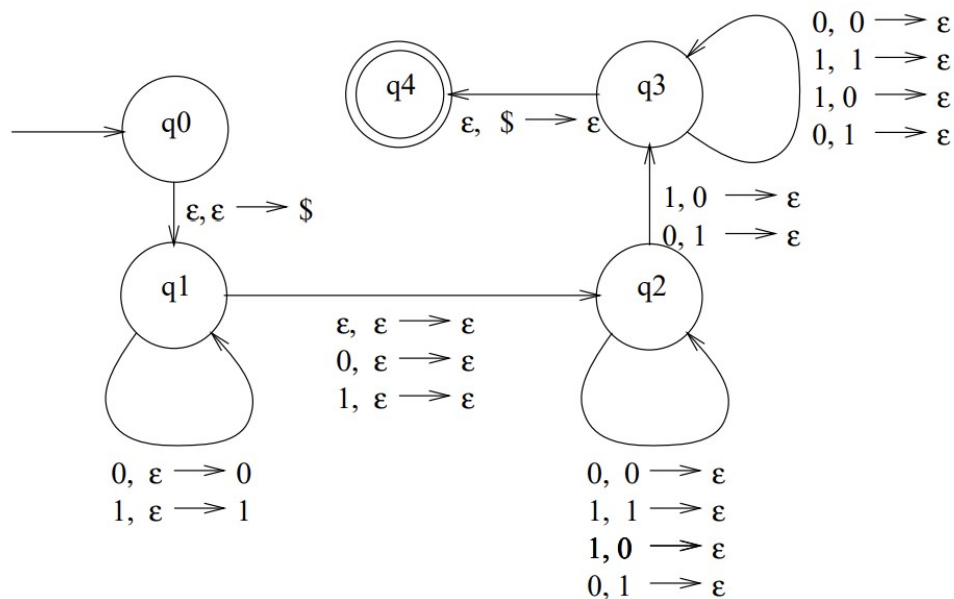 q0
ε, ε → $
q4
ε, $ → ε
q3
0, 0 → ε
1, 1 → ε
1, 0 → ε
0, 1 → ε
1, 0 → ε
0, 1 → ε
q1
ε, ε → ε
0, ε → ε
1, ε → ε
q2
0, ε → 0
1, ε → 1
0, 0 → ε
1, 1 → ε
1, 0 → ε
0, 1 → ε